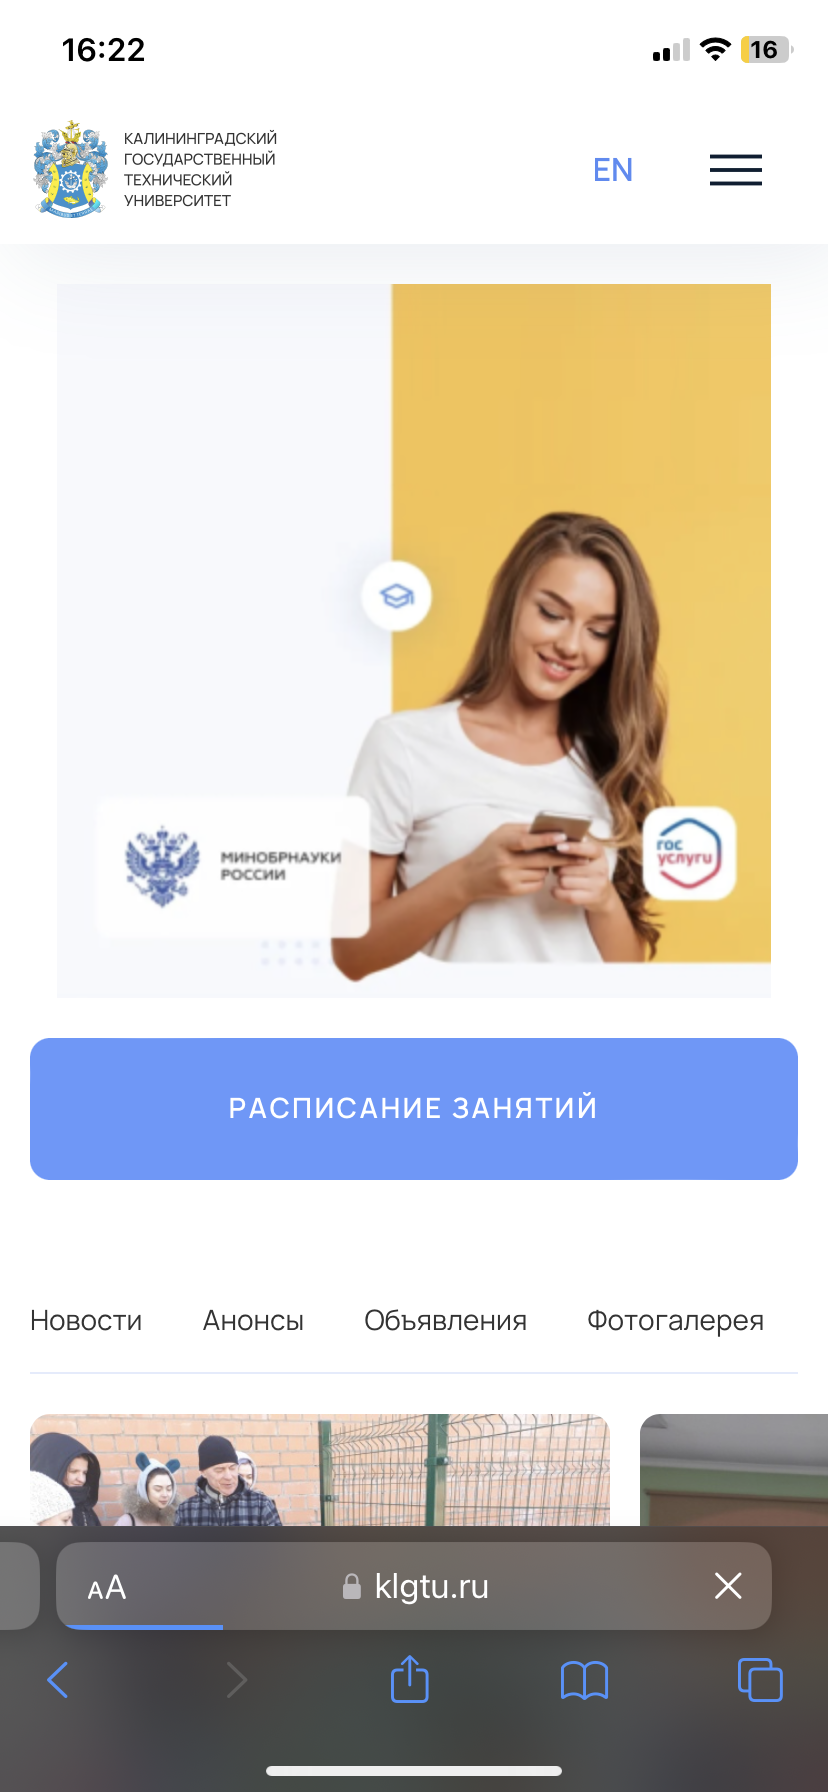 16:22
16
КАЛИНИНГРАДСКИЙ
ГОСУДАРСТВЕННЫЙ
ТЕХНИЧЕСКИЙ
УНИВЕРСИТЕТ
EN
МИНОБРНАУКИ
РОССИИ
гос
услуги
РАСПИСАНИЕ ЗАНЯТИЙ
Новости Анонсы Объявления Фотогалерея
AA klgtu.ru